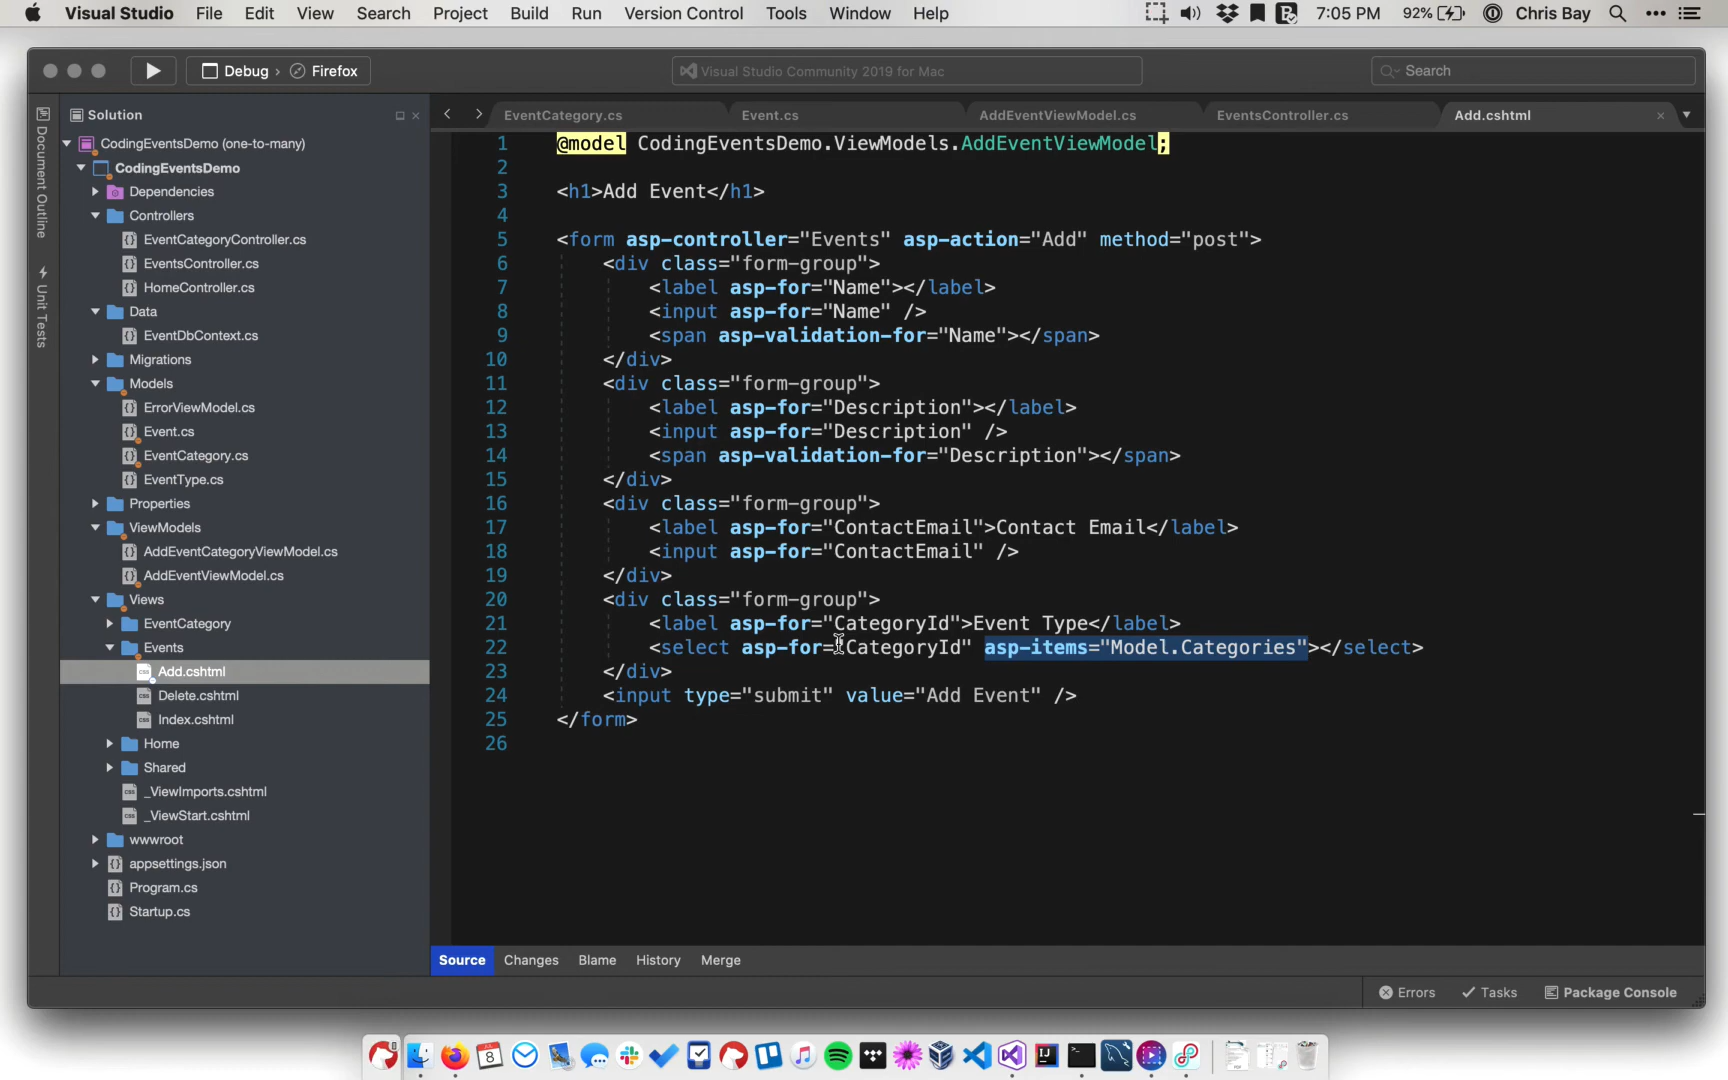 Visual Studio File Edit View Search Project Build Run Version Control Tools Window Help 7:05 PM 92% Chris Bay
Debug › Firefox
Visual Studio Community 2019 for Mac
Search
Document Outline
Unit Tests
Solution
CodingEventsDemo (one-to-many)
CodingEventsDemo
Dependencies
Controllers
EventCategoryController.cs
EventsController.cs
HomeController.cs
Data
EventDbContext.cs
Migrations
Models
ErrorViewModel.cs
Event.cs
EventCategory.cs
EventType.cs
Properties
ViewModels
AddEventCategoryViewModel.cs
AddEventViewModel.cs
Views
EventCategory
Events
Add.cshtml
Delete.cshtml
Index.cshtml
Home
Shared
_ViewImports.cshtml
_ViewStart.cshtml
wwwroot
appsettings.json
Program.cs
Startup.cs
EventCategory.cs Event.cs AddEventViewModel.cs EventsController.cs Add.cshtml
1 @model CodingEventsDemo.ViewModels.AddEventViewModel;
2
3 <h1>Add Event</h1>
4
5 <form asp-controller="Events" asp-action="Add" method="post">
6 <div class="form-group">
7 <label asp-for="Name"></label>
8 <input asp-for="Name" />
9 <span asp-validation-for="Name"></span>
10 </div>
11 <div class="form-group">
12 <label asp-for="Description"></label>
13 <input asp-for="Description" />
14 <span asp-validation-for="Description"></span>
15 </div>
16 <div class="form-group">
17 <label asp-for="ContactEmail">Contact Email</label>
18 <input asp-for="ContactEmail" />
19 </div>
20 <div class="form-group">
21 <label asp-for="CategoryId">Event Type</label>
22 <select asp-for="CategoryId" asp-items="Model.Categories"></select>
23 </div>
24 <input type="submit" value="Add Event" />
25 </form>
26
Source Changes Blame History Merge
Errors Tasks Package Console